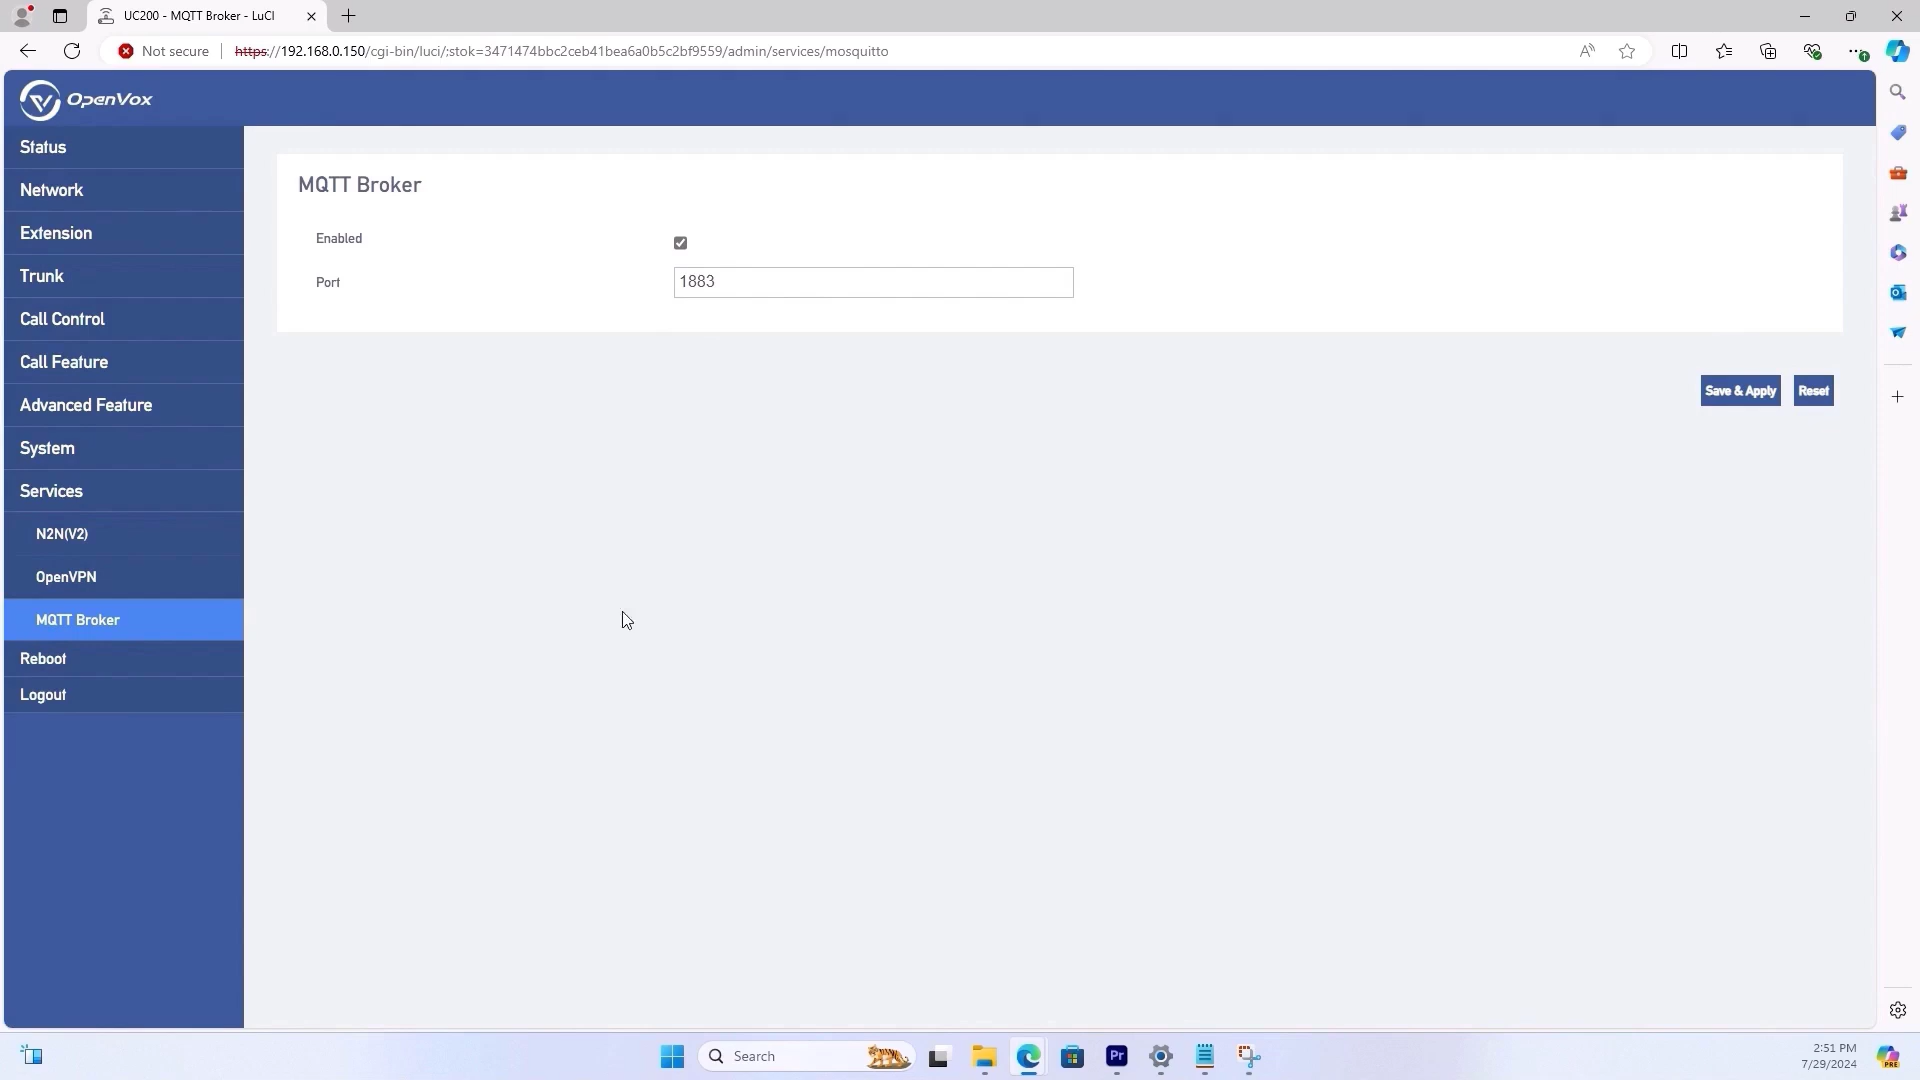 UC200 - MQTT Broker - LuCI
Not secure
https://192.168.0.150/cgi-bin/luci/;stok=3471474bbc2ceb41bea6a0b5c2bf9559/admin/services/mosquitto
OpenVox
Status
Network
Extension
Trunk
Call Control
Call Feature
Advanced Feature
System
Services
N2N(V2)
OpenVPN
MQTT Broker
Reboot
Logout
MQTT Broker
Enabled
Port
1883
Save & Apply
Reset
Search
Pr
2:51 PM
7/29/2024
PRE